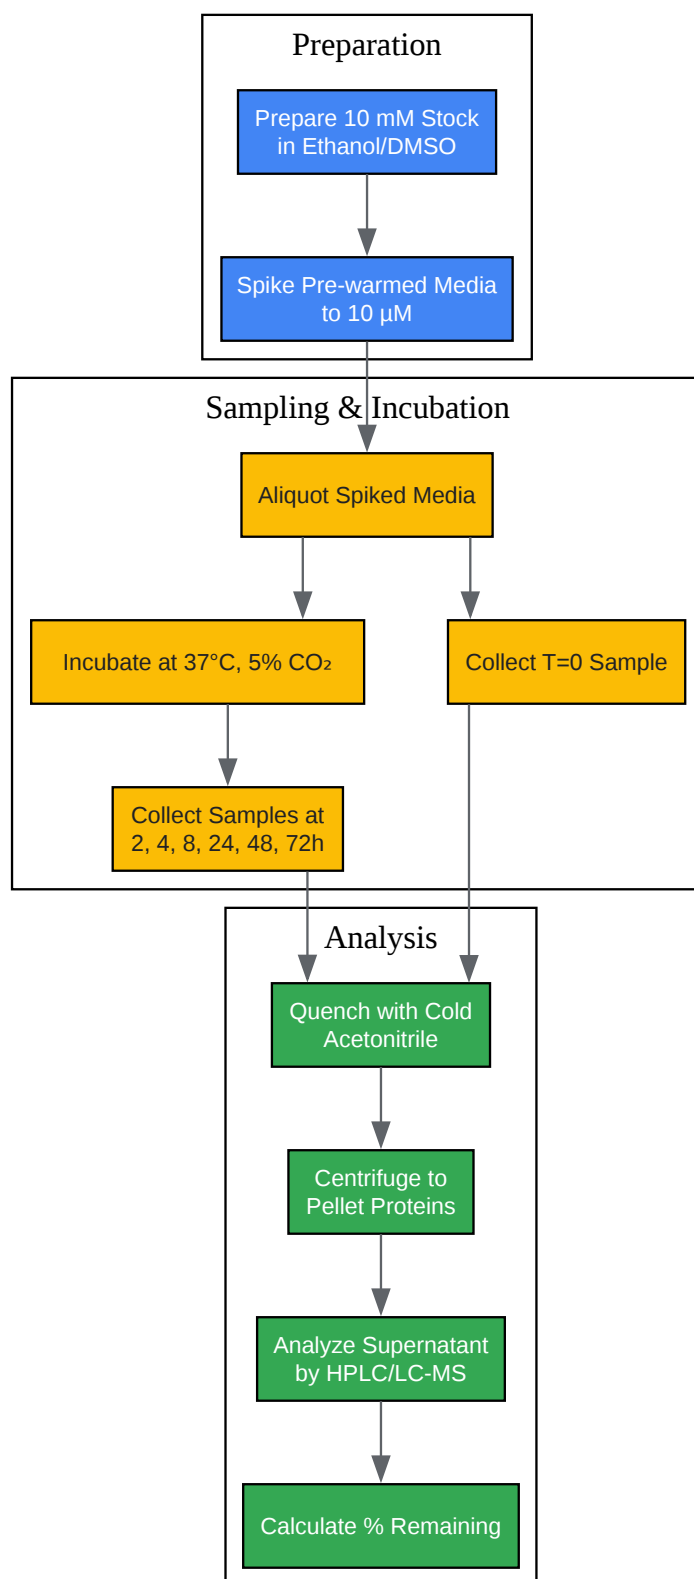 Preparation
Prepare 10 mM Stock
in Ethanol/DMSO
Spike Pre-warmed Media
to 10 µM
Sampling & Incubation
Aliquot Spiked Media
Incubate at 37°C, 5% CO₂
Collect T=0 Sample
Collect Samples at
2, 4, 8, 24, 48, 72h
Analysis
Quench with Cold
Acetonitrile
Centrifuge to
Pellet Proteins
Analyze Supernatant
by HPLC/LC-MS
Calculate % Remaining